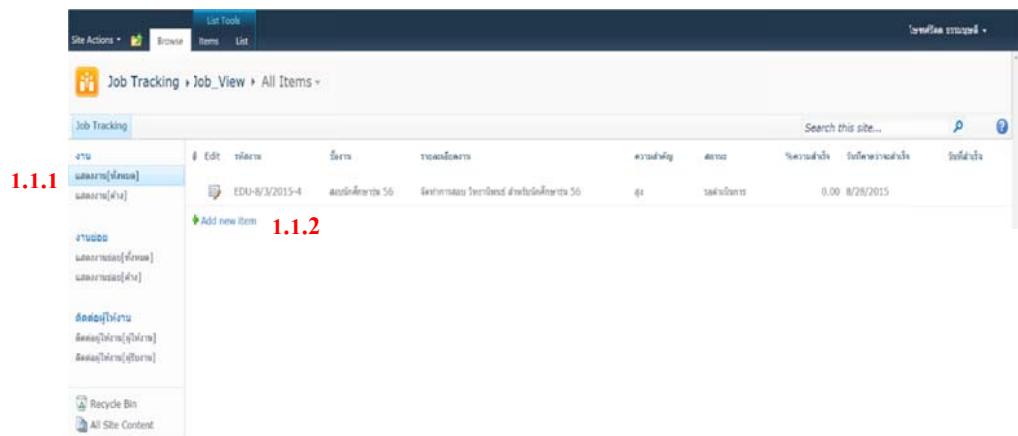 List Tools
Site Actions Browse Items List
Job Tracking Job_View All Items
Job Tracking Search this site...
งาน Edit รหัสงาน ชื่องาน รายละเอียดงาน ความสำคัญ สถานะ %ความสำเร็จ วันที่คาดว่าจะสำเร็จ วันที่สำเร็จ
1.1.1 แสดงงาน[ทั้งหมด]
แสดงงาน[ค้าง] EDU-8/3/2015-4 สอบนักศึกษารุ่น 56 จัดทำการสอบ วิทยานิพนธ์ สำหรับนักศึกษารุ่น 56 สูง รอดำเนินการ 0.00 8/28/2015
Add new item 1.1.2
งานย่อย
แสดงงานย่อย[ทั้งหมด]
แสดงงานย่อย[ค้าง]
ติดต่อผู้ให้งาน
ติดต่อผู้ให้งาน[ผู้ให้งาน]
ติดต่อผู้ให้งาน[ผู้รับงาน]
Recycle Bin
All Site Content